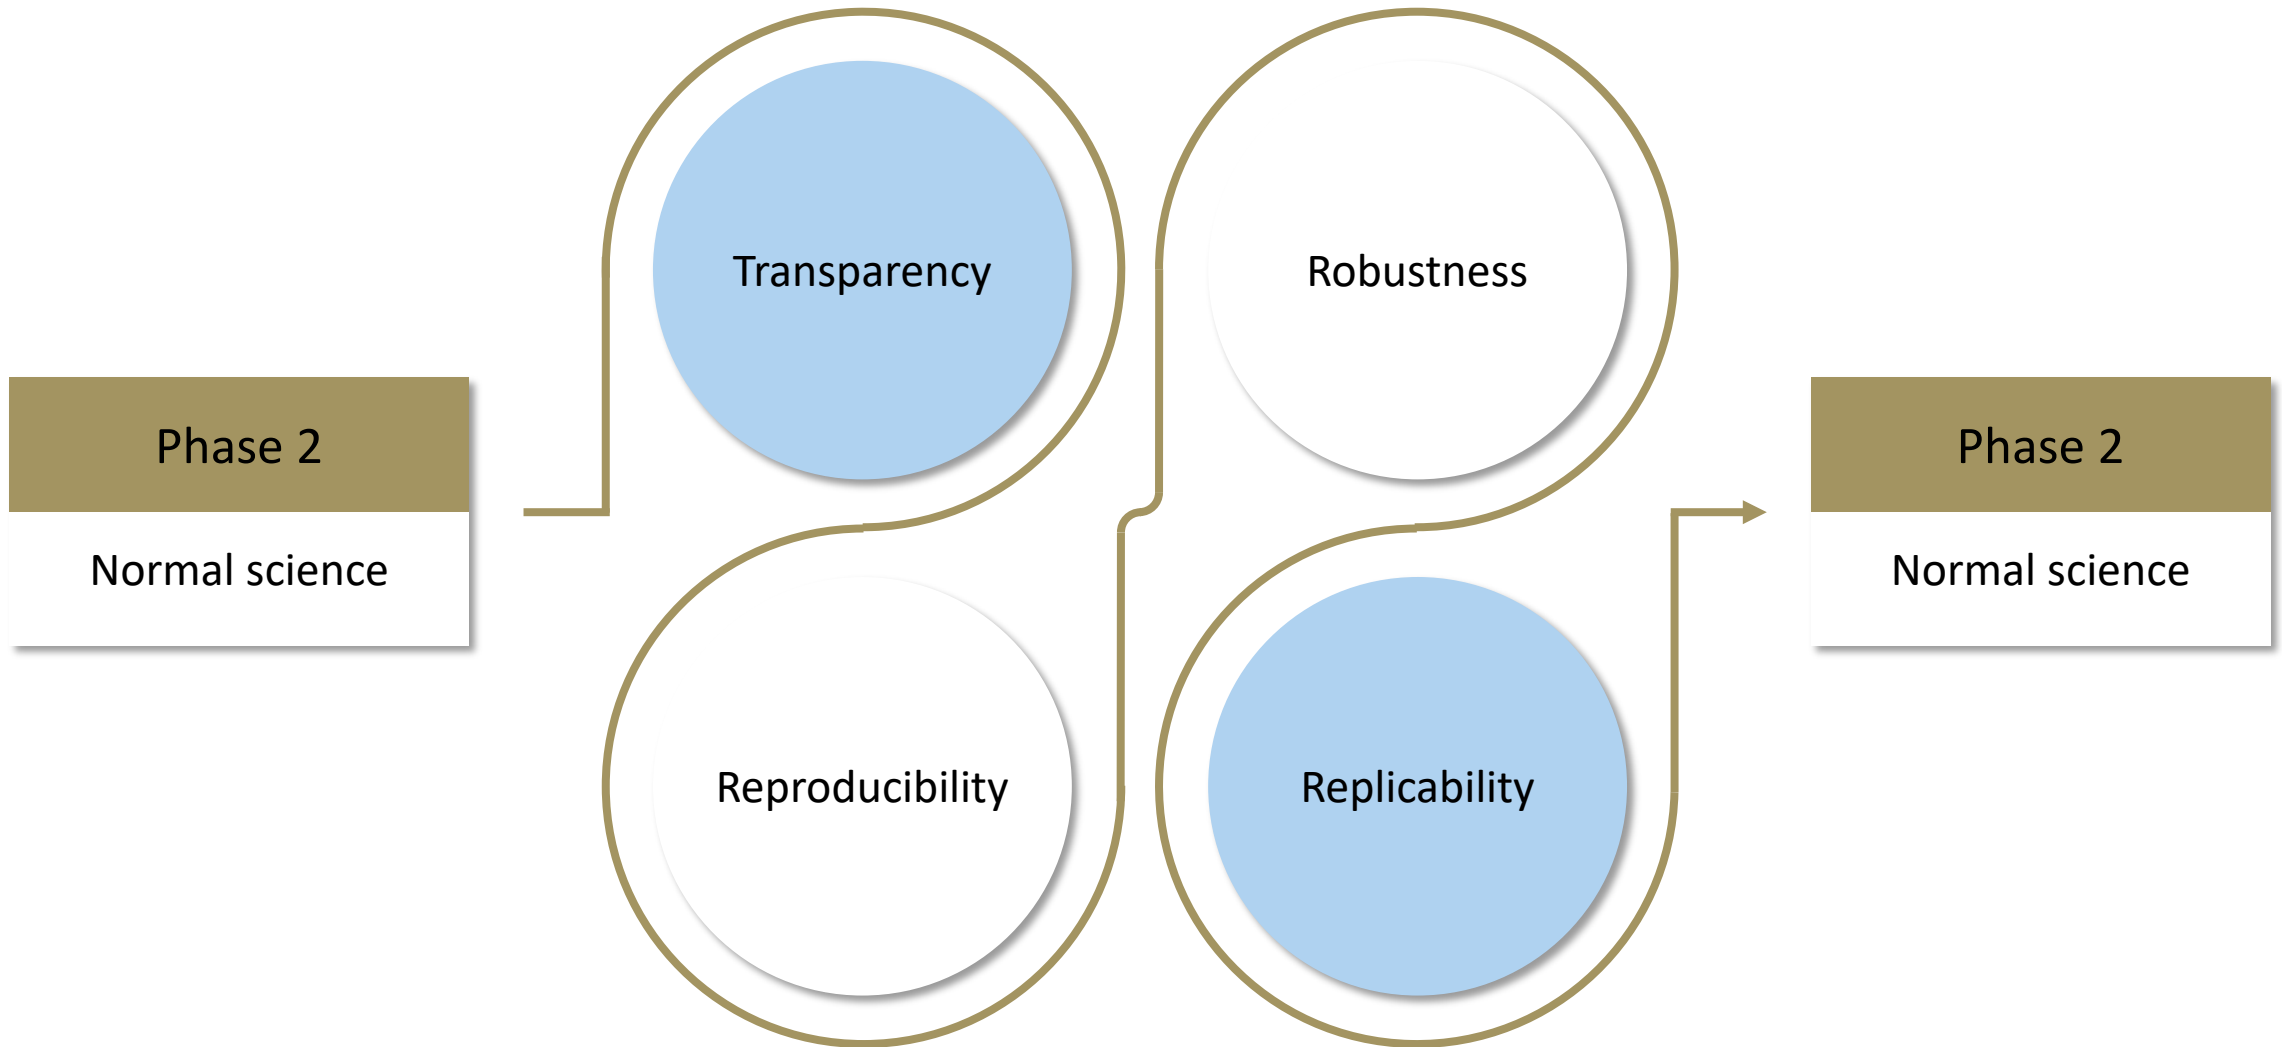 Phase 2
Normal science
Transparency
Reproducibility
Robustness
Replicability
Phase 2
Normal science